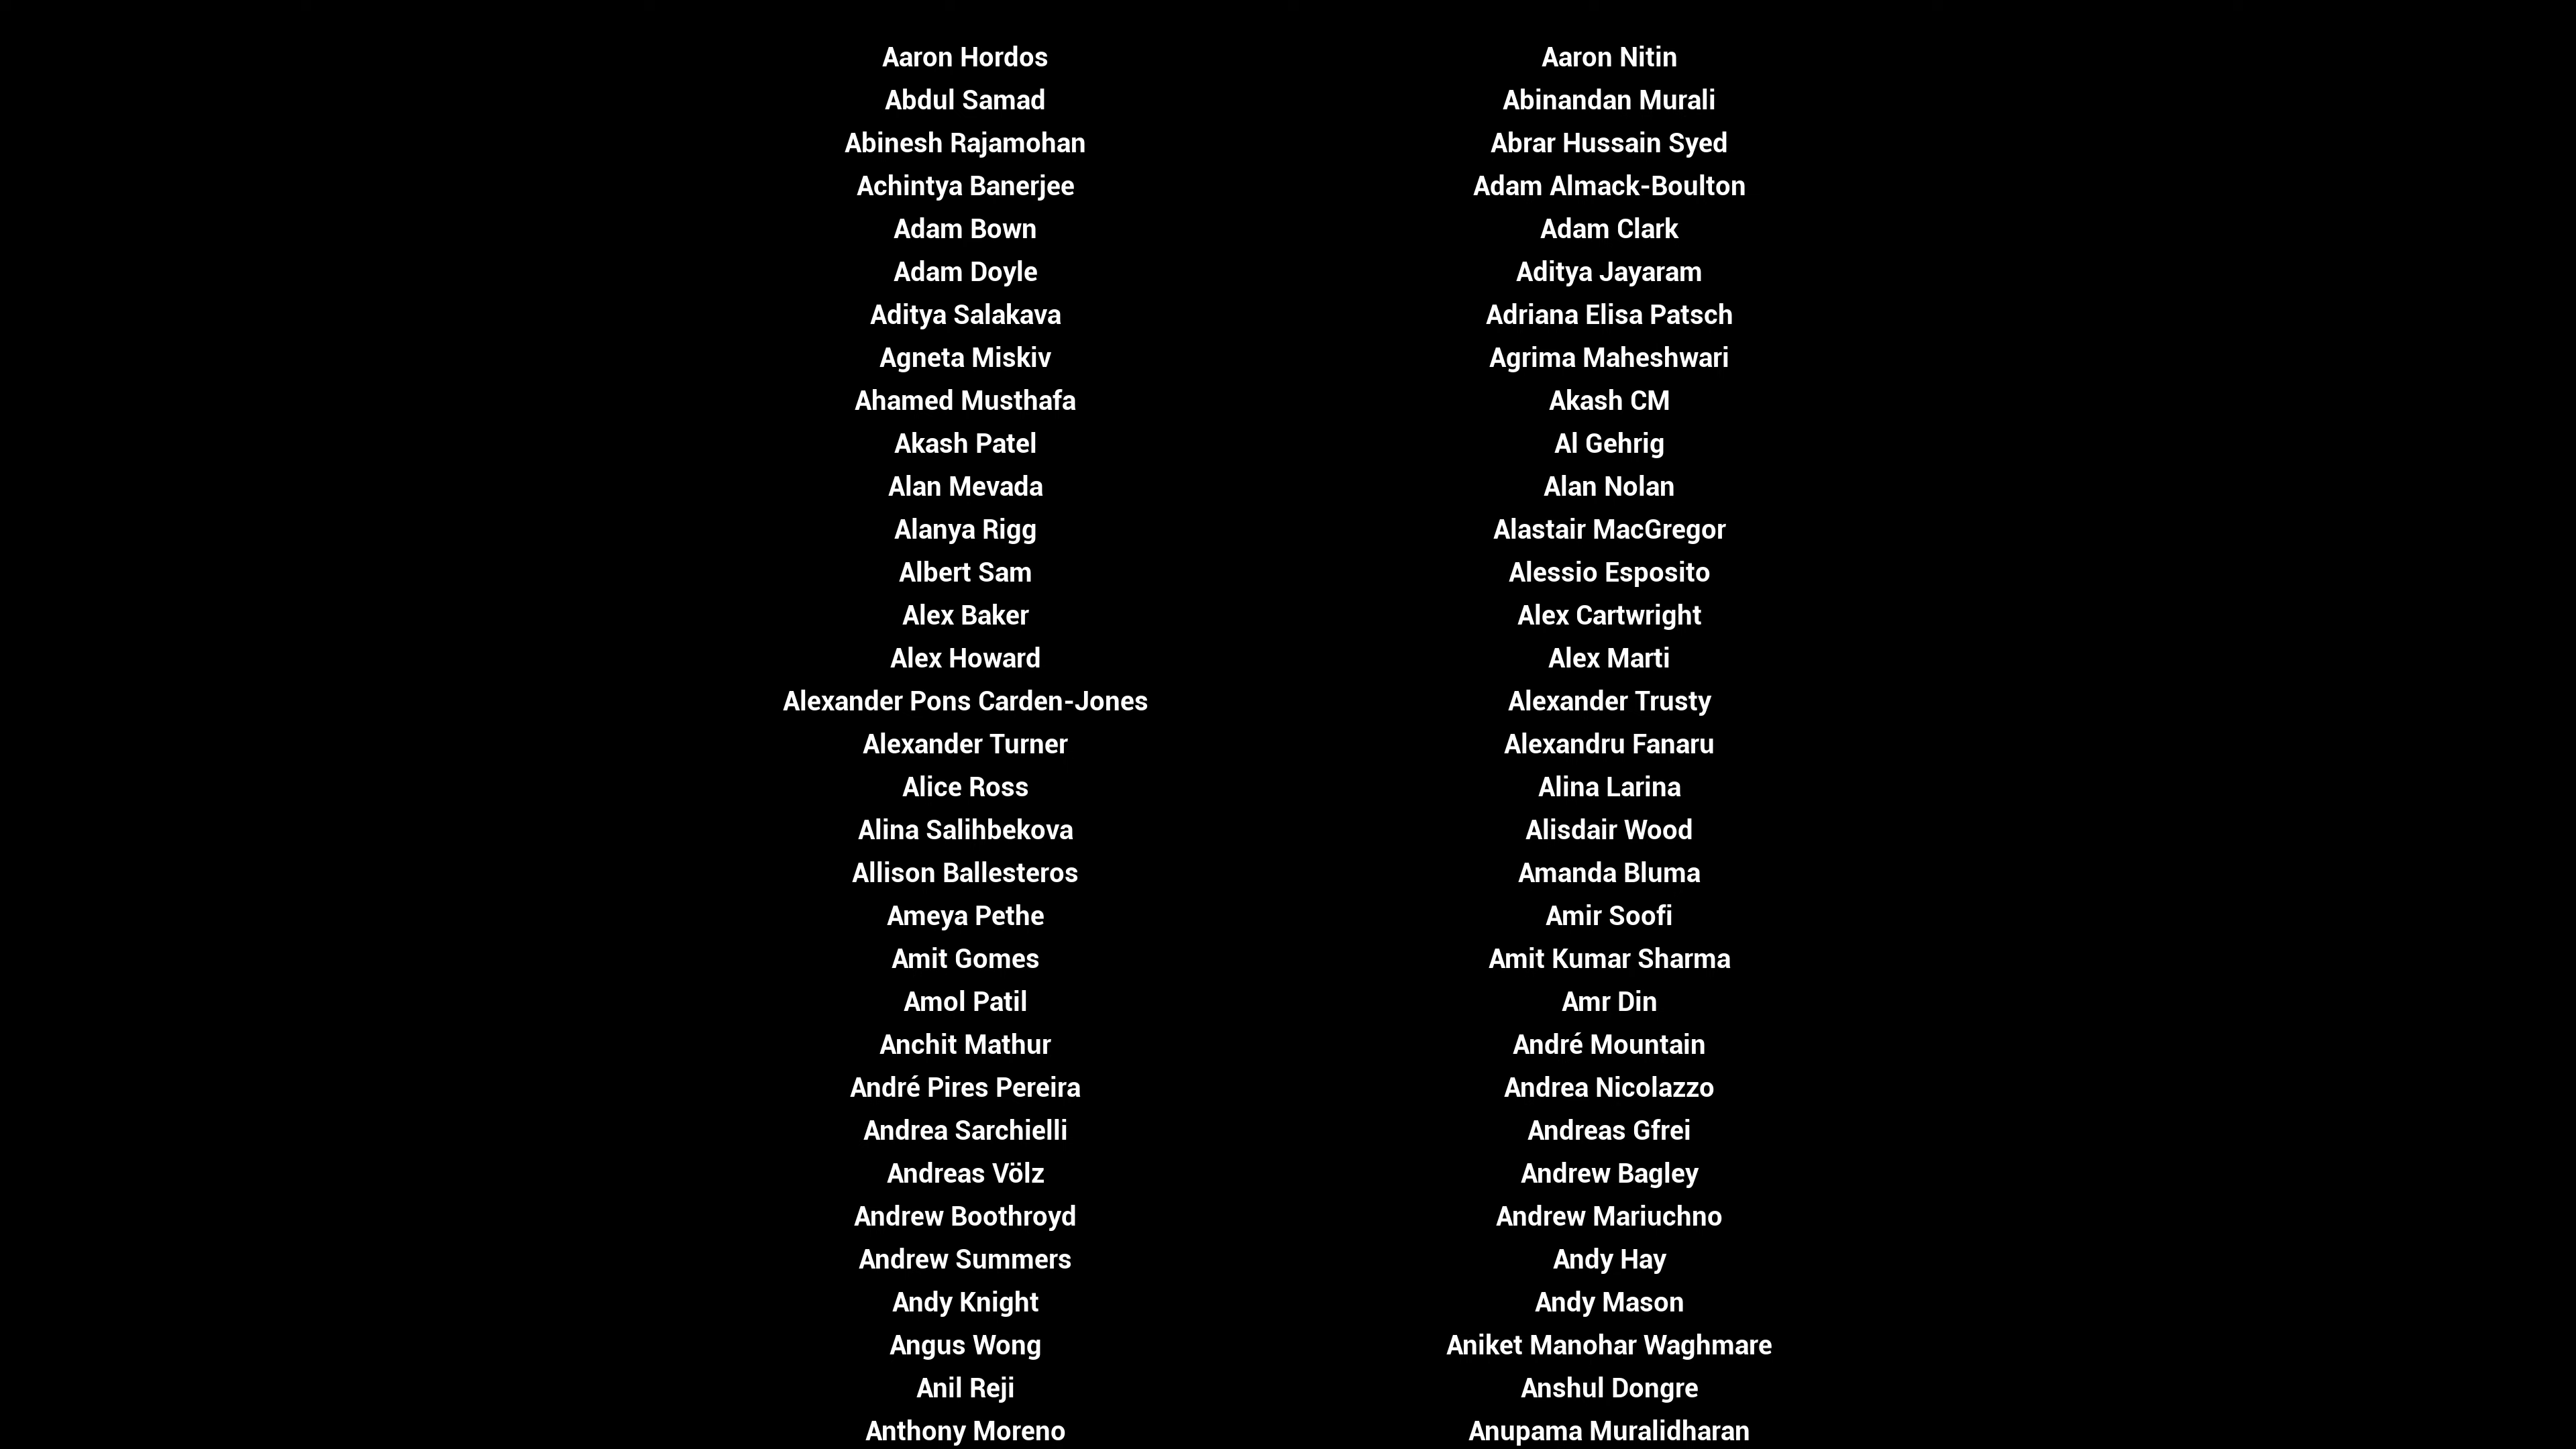 Aaron Hordos Aaron Nitin
Abdul Samad Abinandan Murali
Abinesh Rajamohan Abrar Hussain Syed
Achintya Banerjee Adam Almack-Boulton
Adam Bown Adam Clark
Adam Doyle Aditya Jayaram
Aditya Salakava Adriana Elisa Patsch
Agneta Miskiv Agrima Maheshwari
Ahamed Musthafa Akash CM
Akash Patel Al Gehrig
Alan Mevada Alan Nolan
Alanya Rigg Alastair MacGregor
Albert Sam Alessio Esposito
Alex Baker Alex Cartwright
Alex Howard Alex Marti
Alexander Pons Carden-Jones Alexander Trusty
Alexander Turner Alexandru Fanaru
Alice Ross Alina Larina
Alina Salihbekova Alisdair Wood
Allison Ballesteros Amanda Bluma
Ameya Pethe Amir Soofi
Amit Gomes Amit Kumar Sharma
Amol Patil Amr Din
Anchit Mathur André Mountain
André Pires Pereira Andrea Nicolazzo
Andrea Sarchielli Andreas Gfrei
Andreas Völz Andrew Bagley
Andrew Boothroyd Andrew Mariuchno
Andrew Summers Andy Hay
Andy Knight Andy Mason
Angus Wong Aniket Manohar Waghmare
Anil Reji Anshul Dongre
Anthony Moreno Anupama Muralidharan